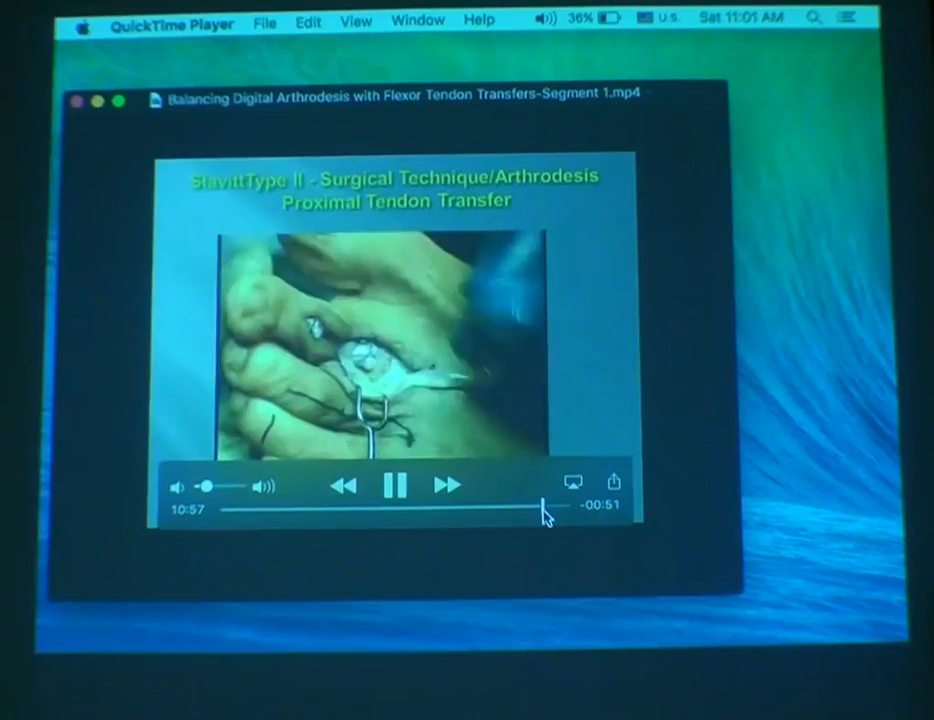 QuickTime Player File Edit View Window Help 36% U.S. Sat 11:01 AM
Balancing Digital Arthrodesis with Flexor Tendon Transfers-Segment 1.mp4
SlavittType II - Surgical Technique/Arthrodesis
Proximal Tendon Transfer
10:57
-00:51